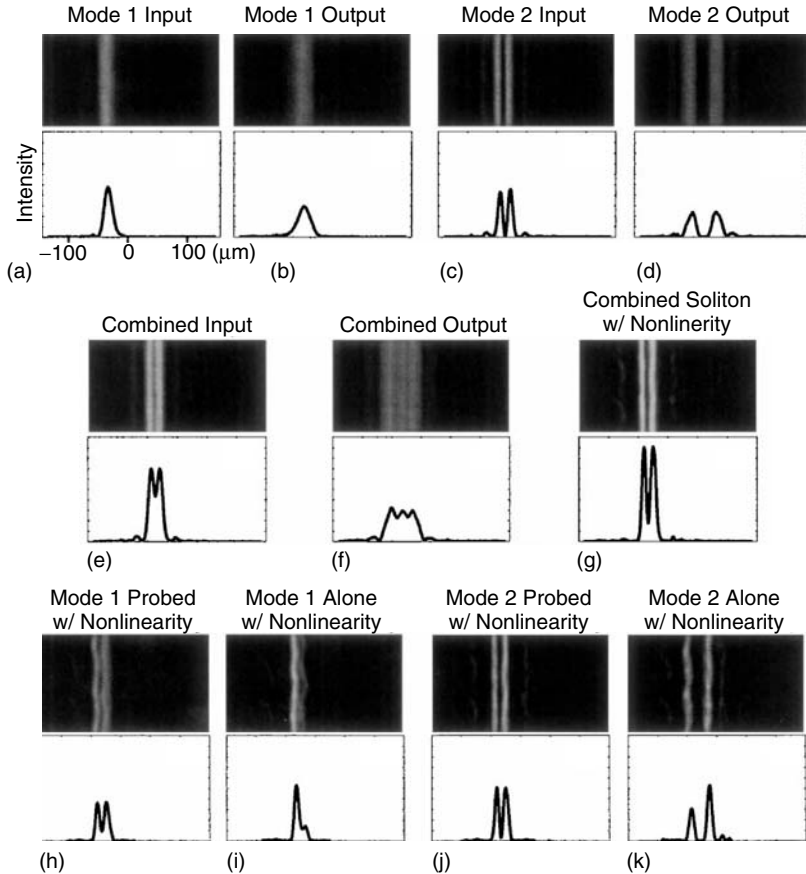 Mode 1 Input
Mode 1 Output
Mode 2 Input
Mode 2 Output
Intensity
−100
0
100 (μm)
(a)
(b)
(c)
(d)
Combined Input
Combined Output
Combined Soliton
w/ Nonlinerity
(e)
(f)
(g)
Mode 1 Probed
w/ Nonlinearity
Mode 1 Alone
w/ Nonlinearity
Mode 2 Probed
w/ Nonlinearity
Mode 2 Alone
w/ Nonlinearity
(h)
(i)
(j)
(k)